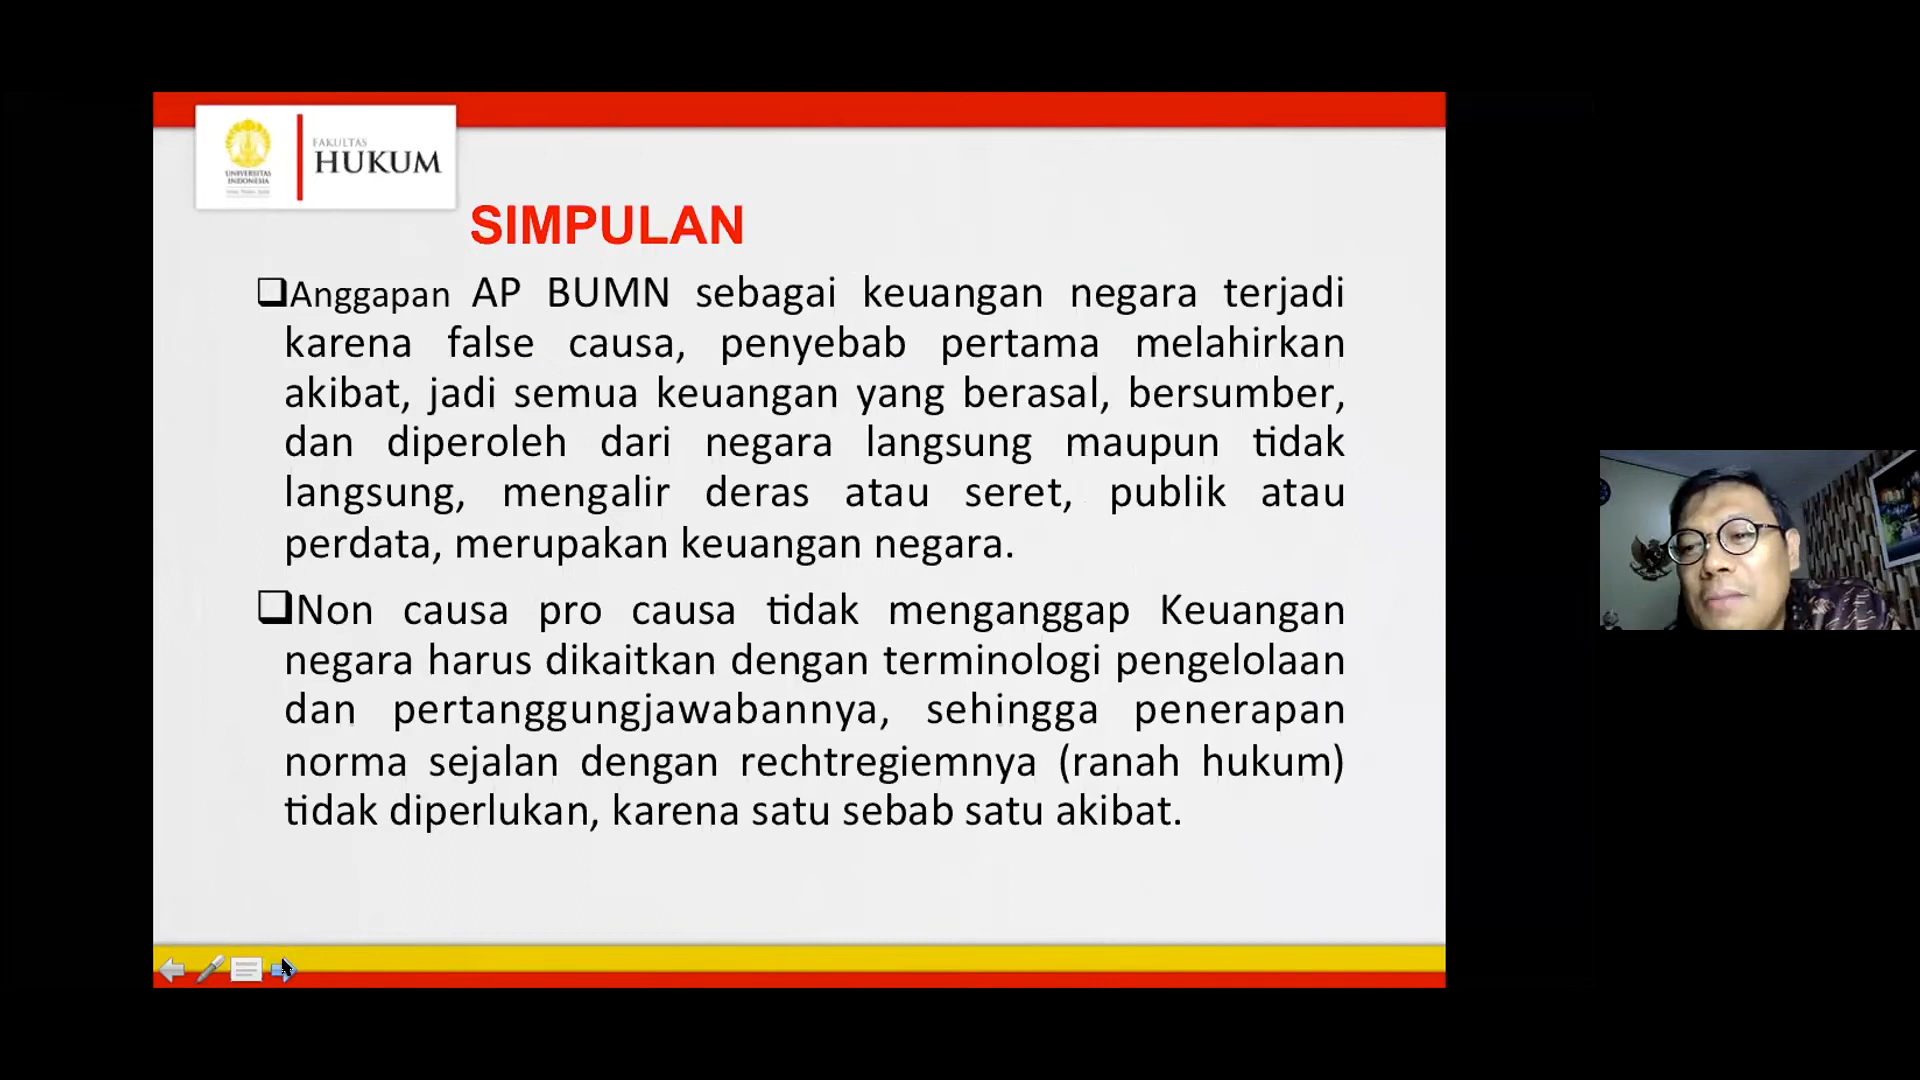 UNIVERSITAS
INDONESIA
FAKULTAS
HUKUM
SIMPULAN
❑Anggapan AP BUMN sebagai keuangan negara terjadi
karena false causa, penyebab pertama melahirkan
akibat, jadi semua keuangan yang berasal, bersumber,
dan diperoleh dari negara langsung maupun tidak
langsung, mengalir deras atau seret, publik atau
perdata, merupakan keuangan negara.
❑Non causa pro causa tidak menganggap Keuangan
negara harus dikaitkan dengan terminologi pengelolaan
dan pertanggungjawabannya, sehingga penerapan
norma sejalan dengan rechtregiemnya (ranah hukum)
tidak diperlukan, karena satu sebab satu akibat.